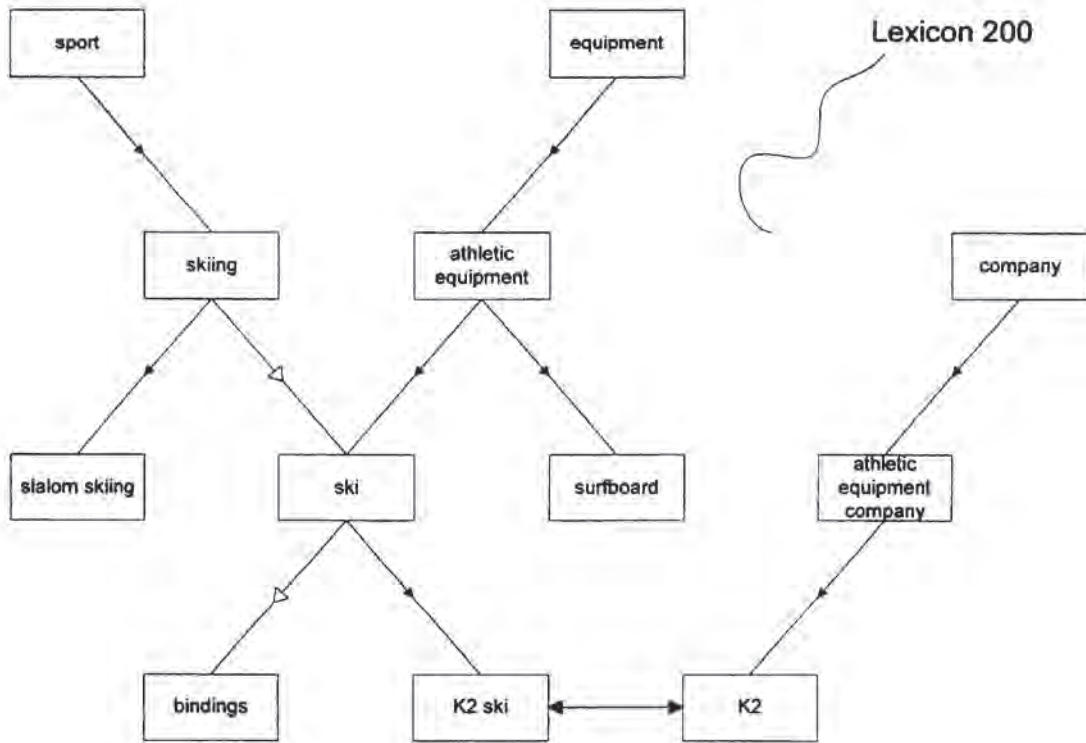 sport
equipment
Lexicon 200
skiing
athletic
equipment
company
slalom skiing
ski
surfboard
athletic
equipment
company
bindings
K2 ski
K2